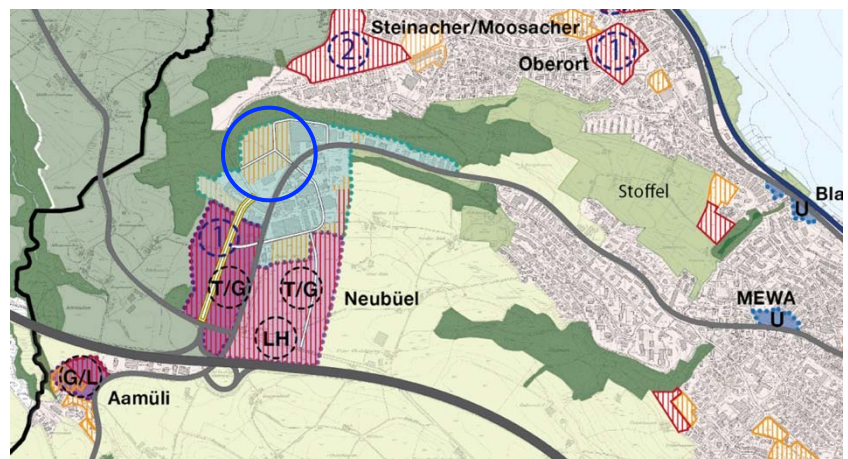 Steinacher/Moosacher
2
1
Oberort
Stoffel
Bla
U
1
T/G
T/G
Neubüel
MEWA
U
LH
G/L
Aamüli